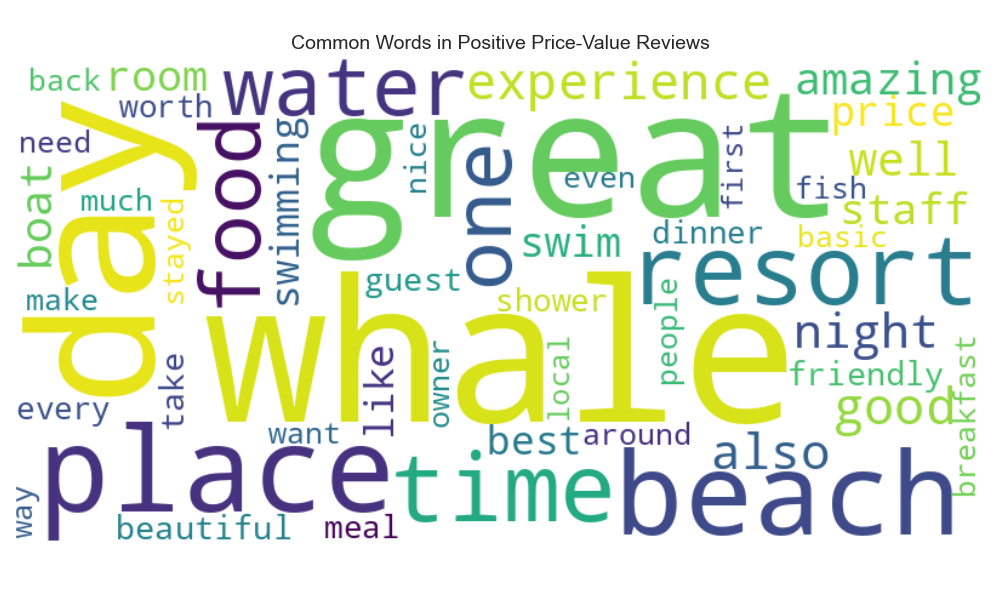 Common Words in Positive Price-Value Reviews
back
room
water
experience
amazing
worth
price
day
food
swimming
great
nice
one
first
need
well
even
fish
boat
much
stayed
staff
swim
dinner
basic
resort
guest
make
shower
people
whale
night
take
like
owner
local
friendly
breakfast
every
good
want
best
around
also
place
time
beach
way
beautiful
meal